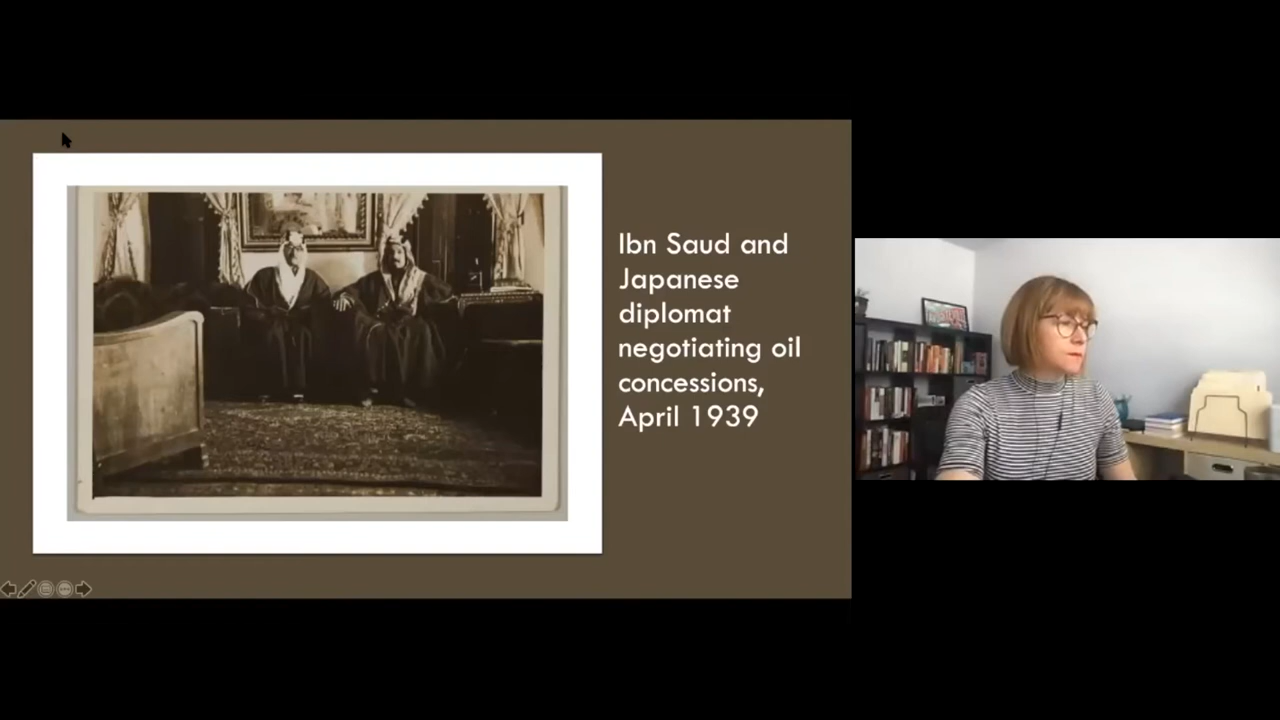 Ibn Saud and
Japanese
diplomat
negotiating oil
concessions,
April 1939